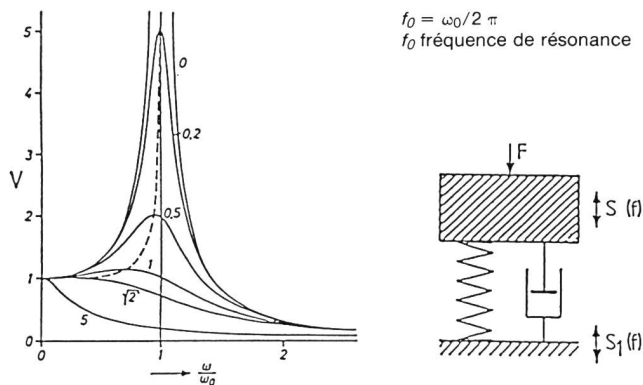 f₀ = ω₀/2 π
f₀ fréquence de résonance
V
5
4
3
2
1
0
0
0,2
0,5
1
√2
5
0
1
2
ω/ω₀
F
S (f)
S₁(f)